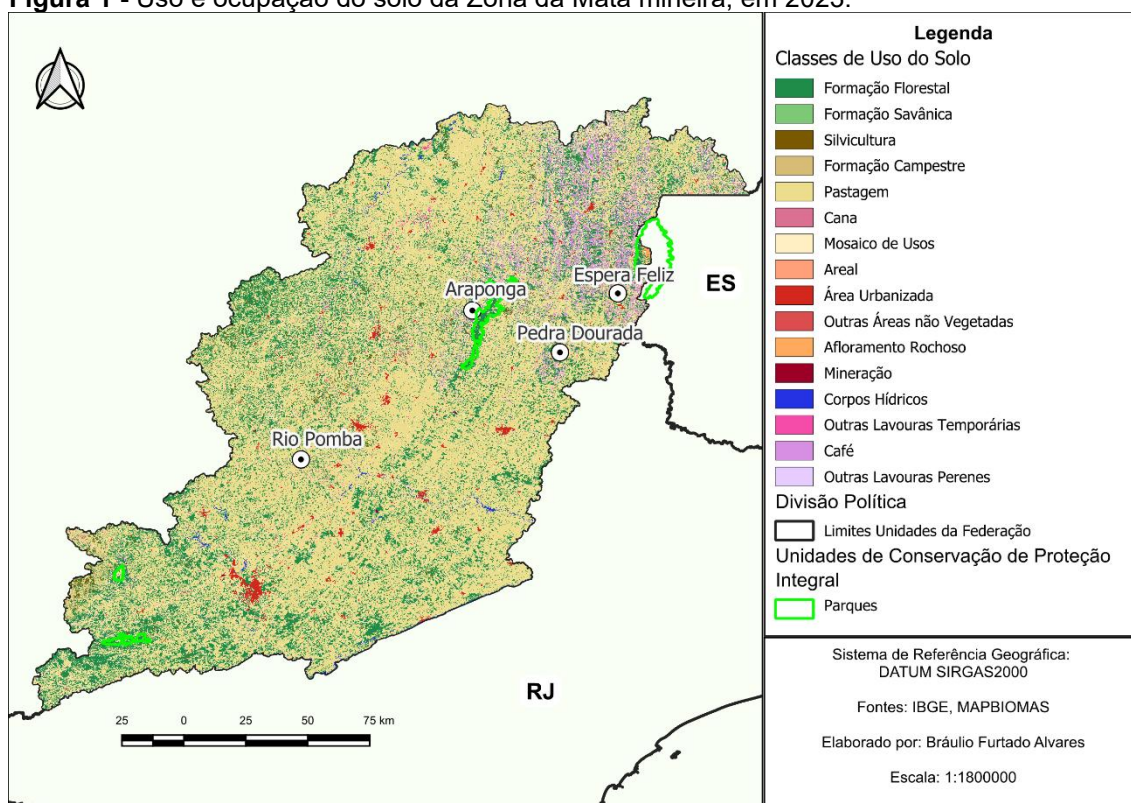 Figura 1 - Uso e ocupação do solo da Zona da Mata mineira, em 2023.
Legenda
Classes de Uso do Solo
Formação Florestal
Formação Savânica
Silvicultura
Formação Campestre
Pastagem
Cana
Mosaico de Usos
Areal
Área Urbanizada
Outras Áreas não Vegetadas
Afloramento Rochoso
Mineração
Corpos Hídricos
Outras Lavouras Temporárias
Café
Outras Lavouras Perenes
Divisão Política
Limites Unidades da Federação
Unidades de Conservação de Proteção
Integral
Parques
Sistema de Referência Geográfica:
DATUM SIRGAS2000
Fontes: IBGE, MAPBIOMAS
Elaborado por: Bráulio Furtado Alvares
Escala: 1:1800000
ES
Espera Feliz
Araponga
Pedra Dourada
Rio Pomba
RJ
25 0 25 50 75 km